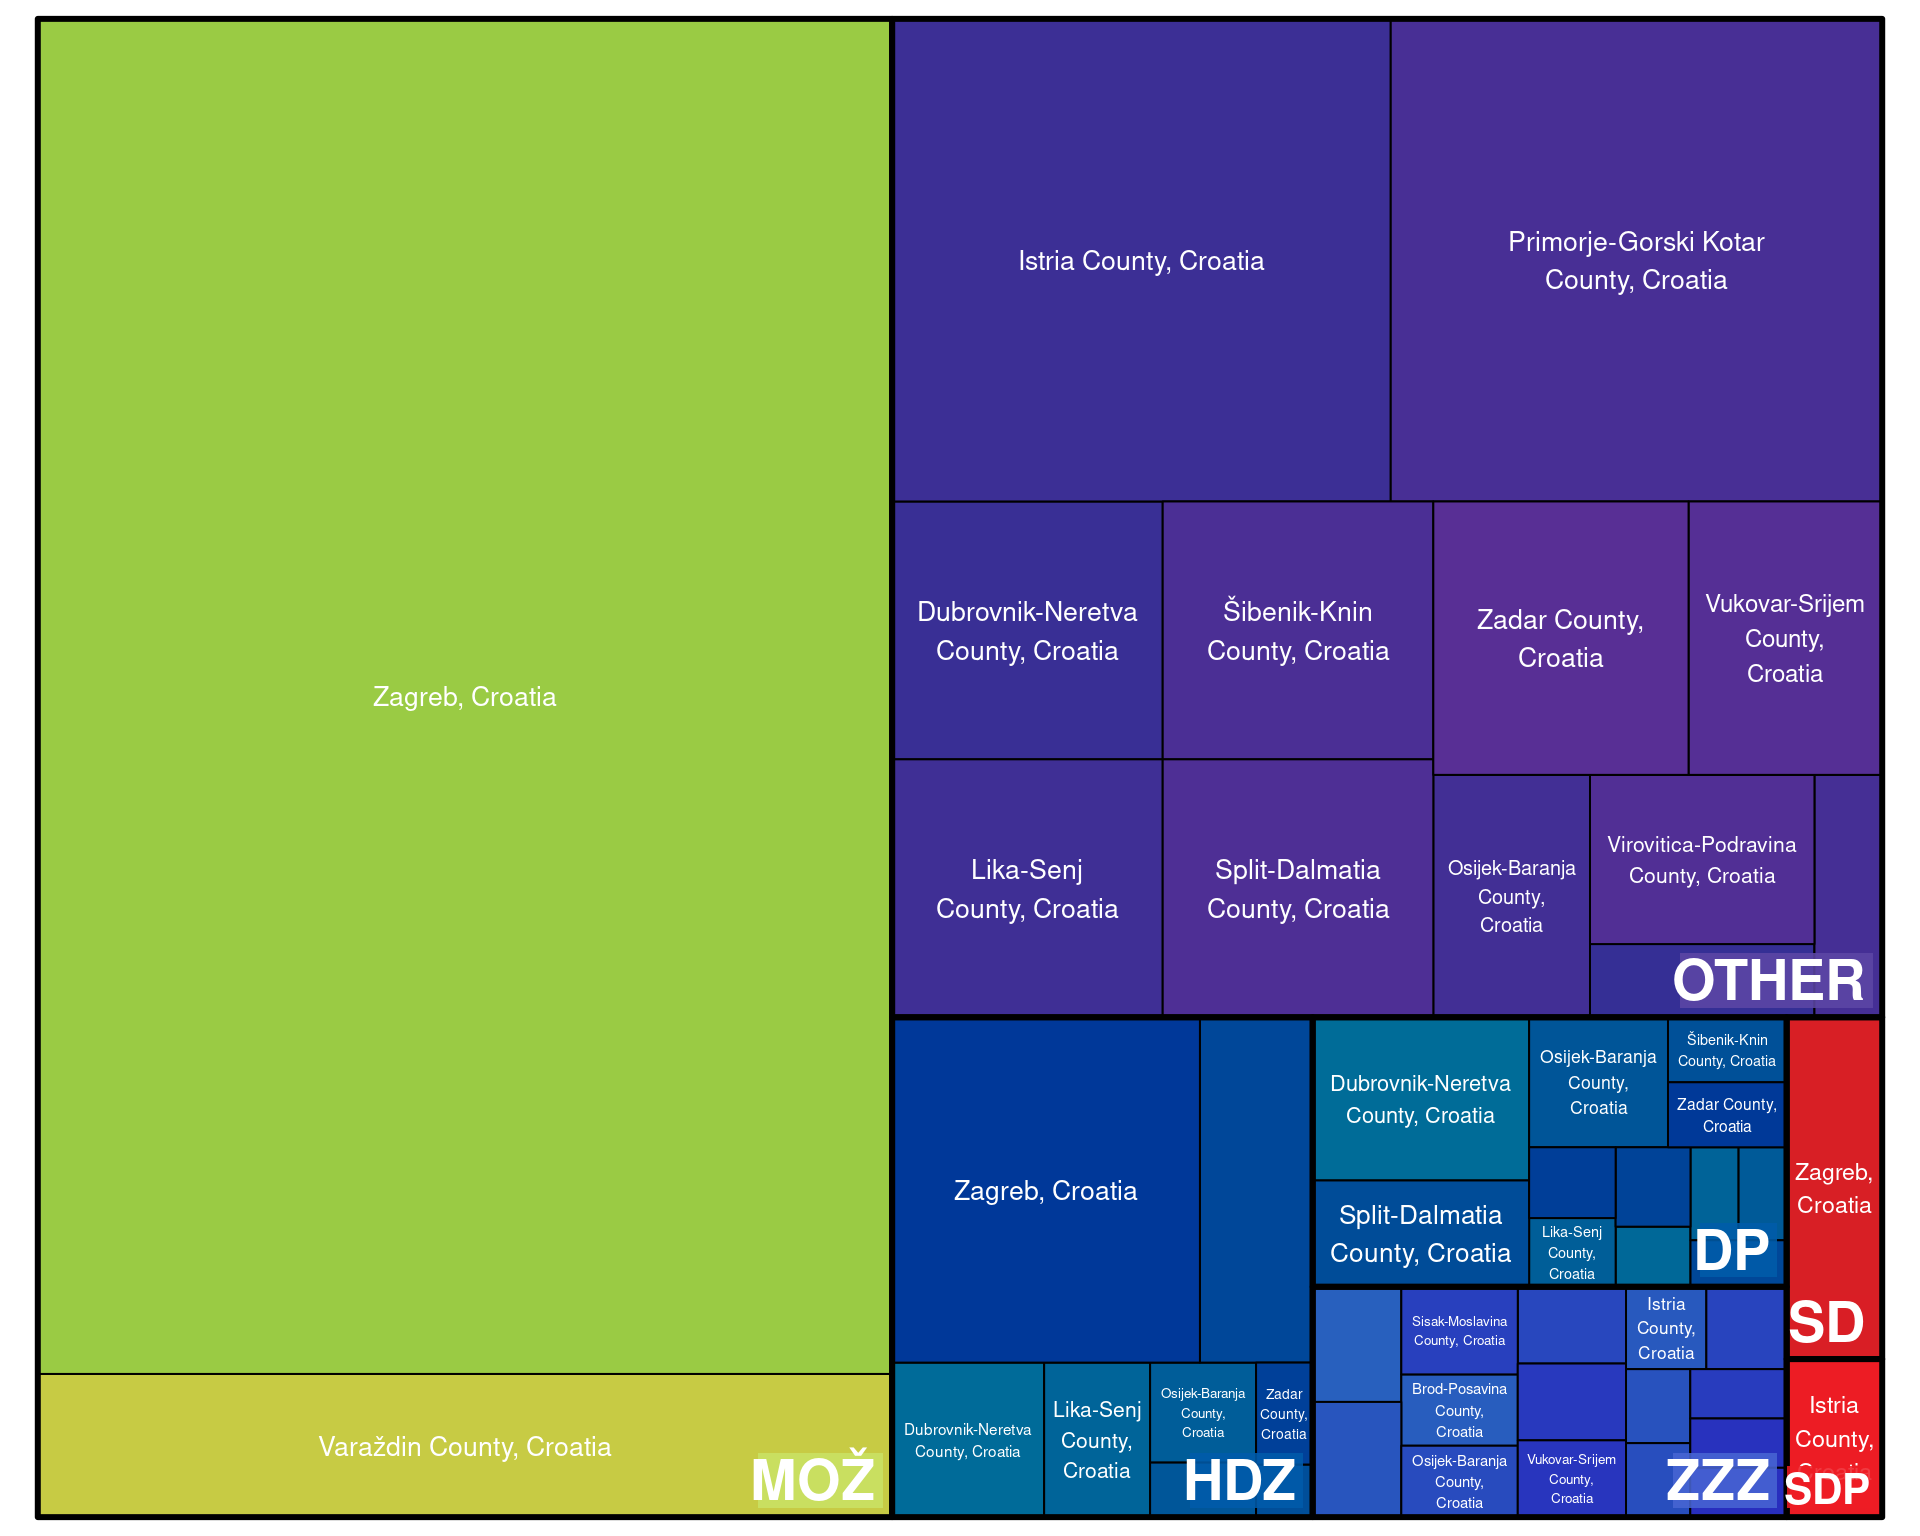 Zagreb, Croatia
Varaždin County, Croatia
MOŽ
Istria County, Croatia
Primorje-Gorski Kotar
County, Croatia
Dubrovnik-Neretva
County, Croatia
Šibenik-Knin
County, Croatia
Zadar County,
Croatia
Vukovar-Srijem
County,
Croatia
Lika-Senj
County, Croatia
Split-Dalmatia
County, Croatia
Osijek-Baranja
County,
Croatia
Virovitica-Podravina
County, Croatia
OTHER
Zagreb, Croatia
Dubrovnik-Neretva
County, Croatia
Lika-Senj
County,
Croatia
Osijek-Baranja
County,
Croatia
Zadar
County,
Croatia
HDZ
Dubrovnik-Neretva
County, Croatia
Split-Dalmatia
County, Croatia
Osijek-Baranja
County,
Croatia
Šibenik-Knin
County, Croatia
Zadar County,
Croatia
Lika-Senj
County,
Croatia
DP
Sisak-Moslavina
County, Croatia
Brod-Posavina
County,
Croatia
Osijek-Baranja
County,
Croatia
Vukovar-Srijem
County,
Croatia
Istria
County,
Croatia
ZZZ
Zagreb,
Croatia
SD
Istria
County,
Croatia
SDP